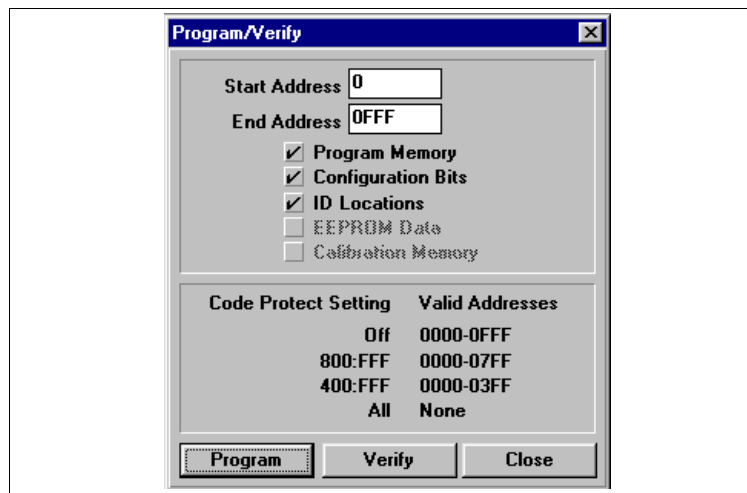 Program/Verify
Start Address 0
End Address 0FFF
Program Memory
Configuration Bits
ID Locations
EEPROM Data
Calibration Memory
Code Protect Setting Valid Addresses
Off 0000-0FFF
800:FFF 0000-07FF
400:FFF 0000-03FF
All None
Program Verify Close